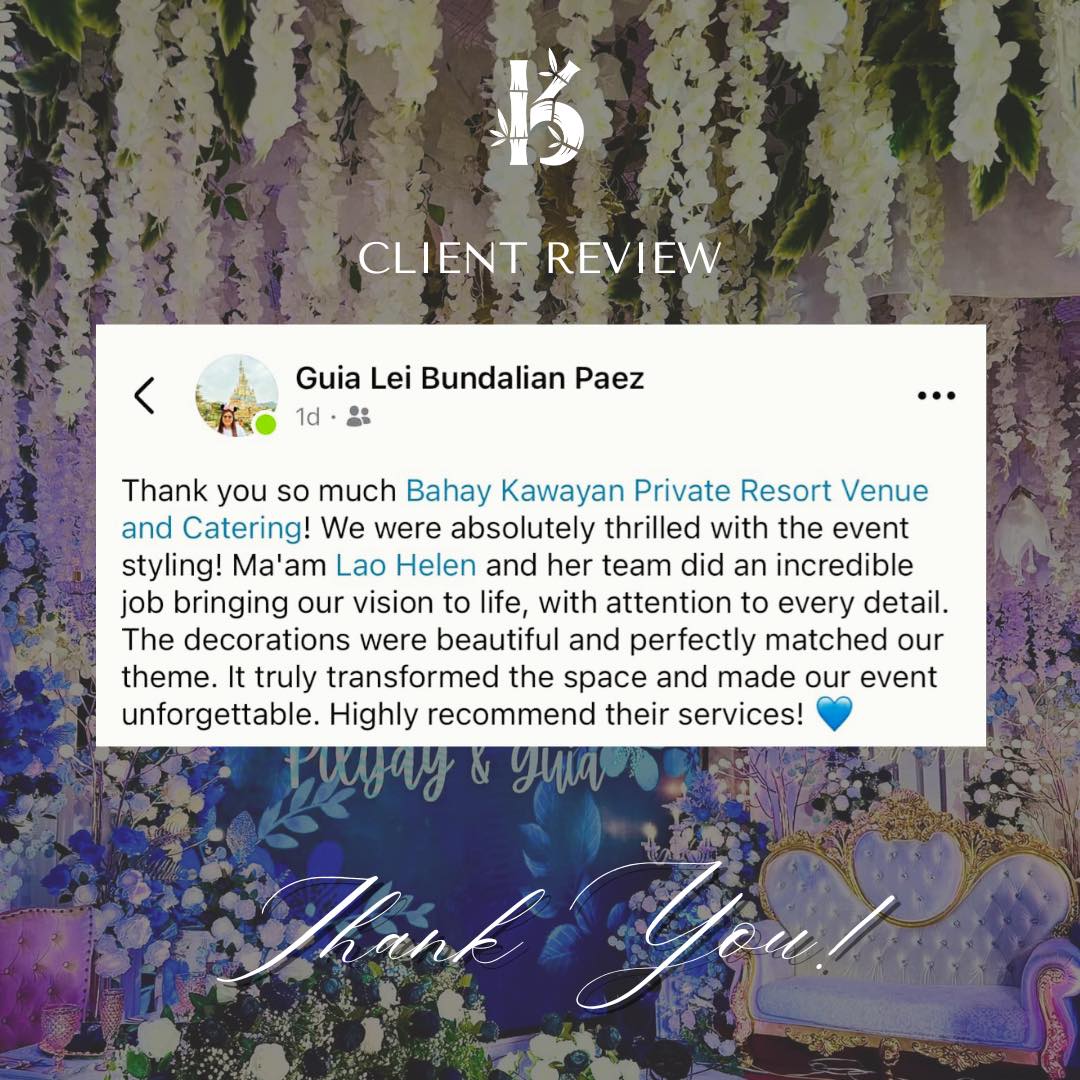 CLIENT REVIEW
Guia Lei Bundalian Paez
1d ·
Thank you so much Bahay Kawayan Private Resort Venue
and Catering! We were absolutely thrilled with the event
styling! Ma'am Lao Helen and her team did an incredible
job bringing our vision to life, with attention to every detail.
The decorations were beautiful and perfectly matched our
theme. It truly transformed the space and made our event
unforgettable. Highly recommend their services! 💙
& Guia
Thank You!